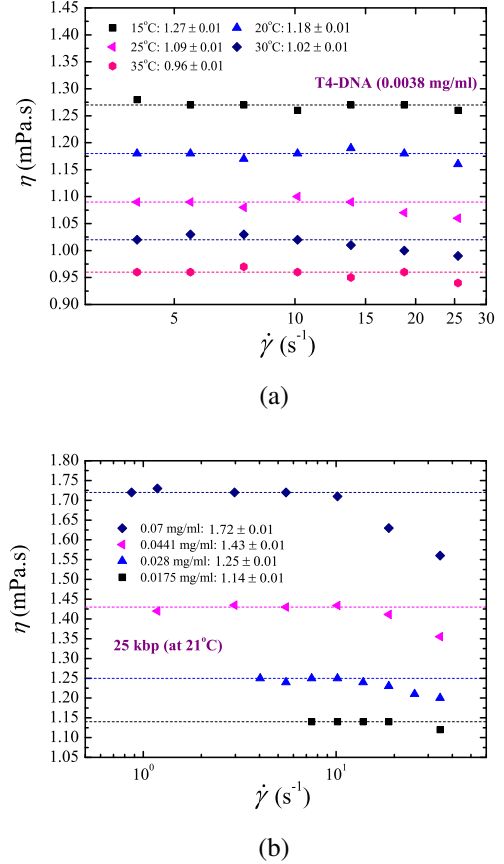 15°C: 1.27 ± 0.01 20°C: 1.18 ± 0.01
25°C: 1.09 ± 0.01 30°C: 1.02 ± 0.01
35°C: 0.96 ± 0.01
T4-DNA (0.0038 mg/ml)
η (mPa.s)
1.40
1.35
1.30
1.25
1.20
1.15
1.10
1.05
1.00
0.95
0.90
5 10 15 20 25 30
γ̇ (s⁻¹)
(a)
1.80
1.75
1.70
1.65
1.60
1.55
1.50
1.45
1.40
1.35
1.30
1.25
1.20
1.15
1.10
1.05
η (mPa.s)
0.07 mg/ml: 1.72 ± 0.01
0.0441 mg/ml: 1.43 ± 0.01
0.028 mg/ml: 1.25 ± 0.01
0.0175 mg/ml: 1.14 ± 0.01
25 kbp (at 21°C)
10⁰ 10¹
γ̇ (s⁻¹)
(b)